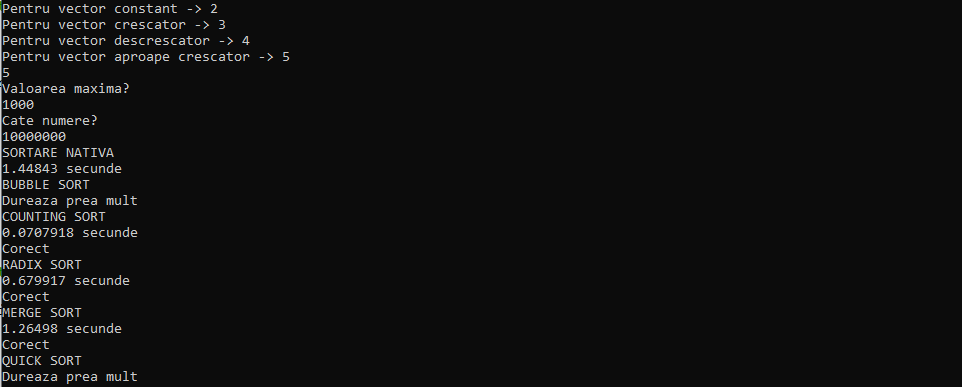 Pentru vector constant -> 2
Pentru vector crescator -> 3
Pentru vector descrescator -> 4
Pentru vector aproape crescator -> 5
5
Valoarea maxima?
1000
Cate numere?
10000000
SORTARE NATIVA
1.44843 secunde
BUBBLE SORT
Dureaza prea mult
COUNTING SORT
0.0707918 secunde
Corect
RADIX SORT
0.679917 secunde
Corect
MERGE SORT
1.26498 secunde
Corect
QUICK SORT
Dureaza prea mult